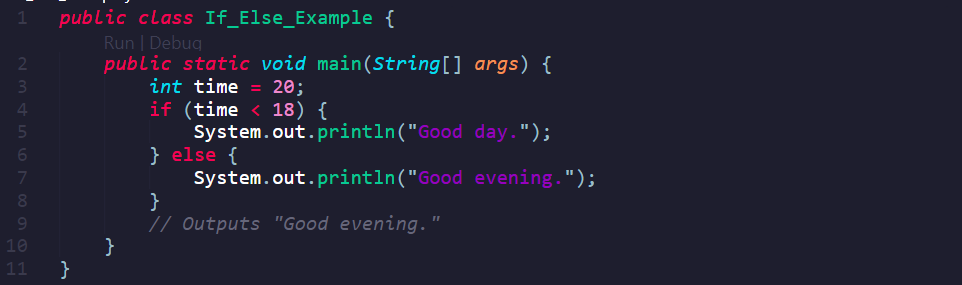 1 public class If_Else_Example {
Run | Debug
2 public static void main(String[] args) {
3 int time = 20;
4 if (time < 18) {
5 System.out.println("Good day.");
6 } else {
7 System.out.println("Good evening.");
8 }
9 // Outputs "Good evening."
10 }
11 }